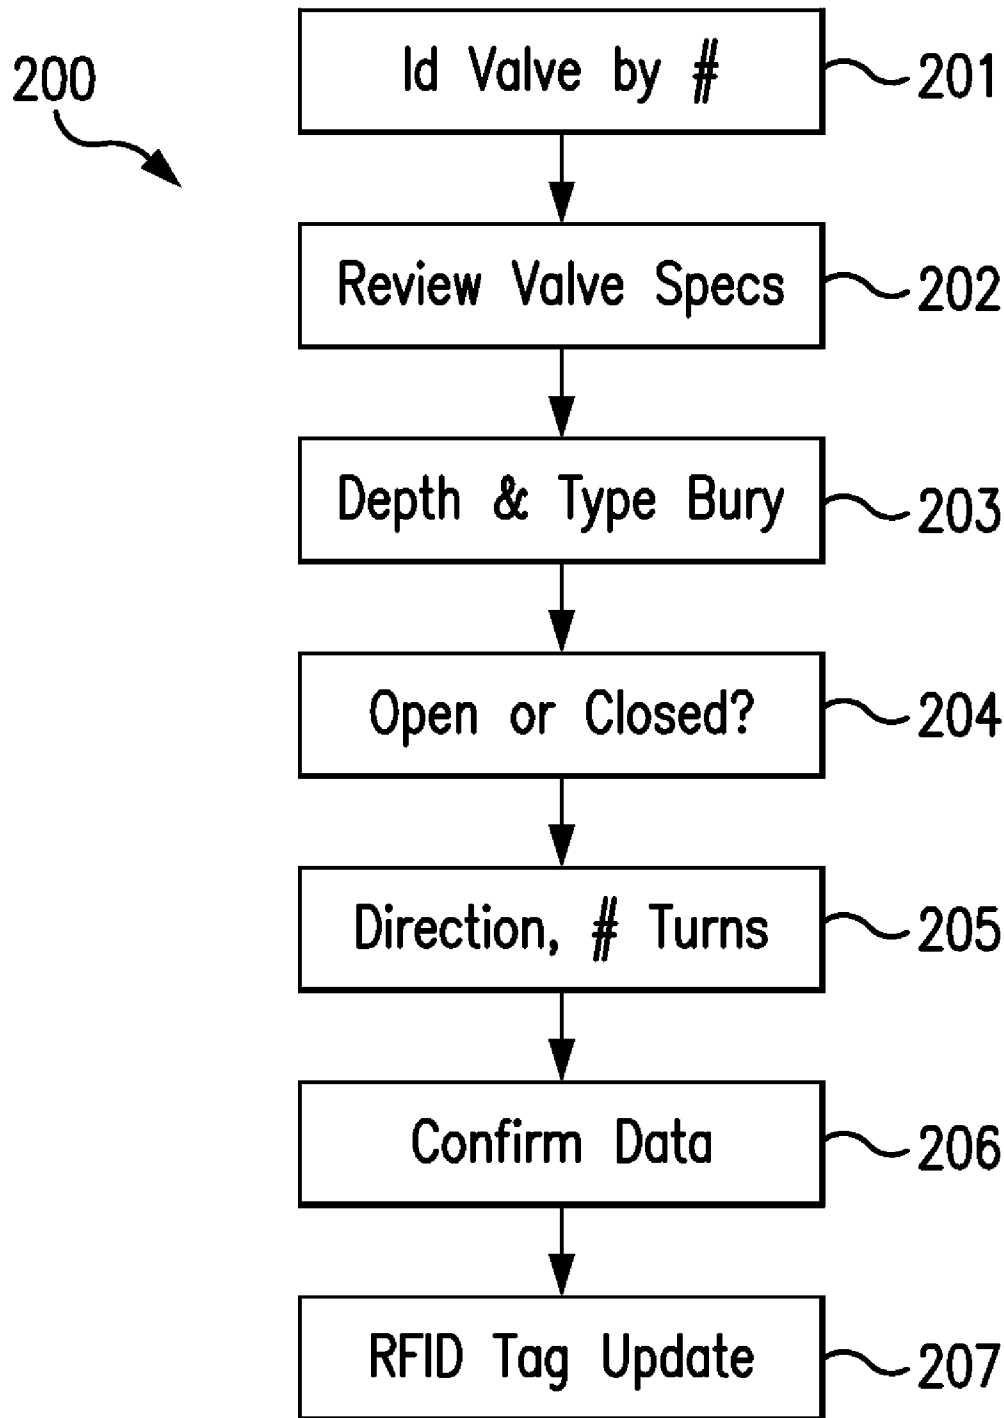 200
Id Valve by # 201
Review Valve Specs 202
Depth & Type Bury 203
Open or Closed? 204
Direction, # Turns 205
Confirm Data 206
RFID Tag Update 207